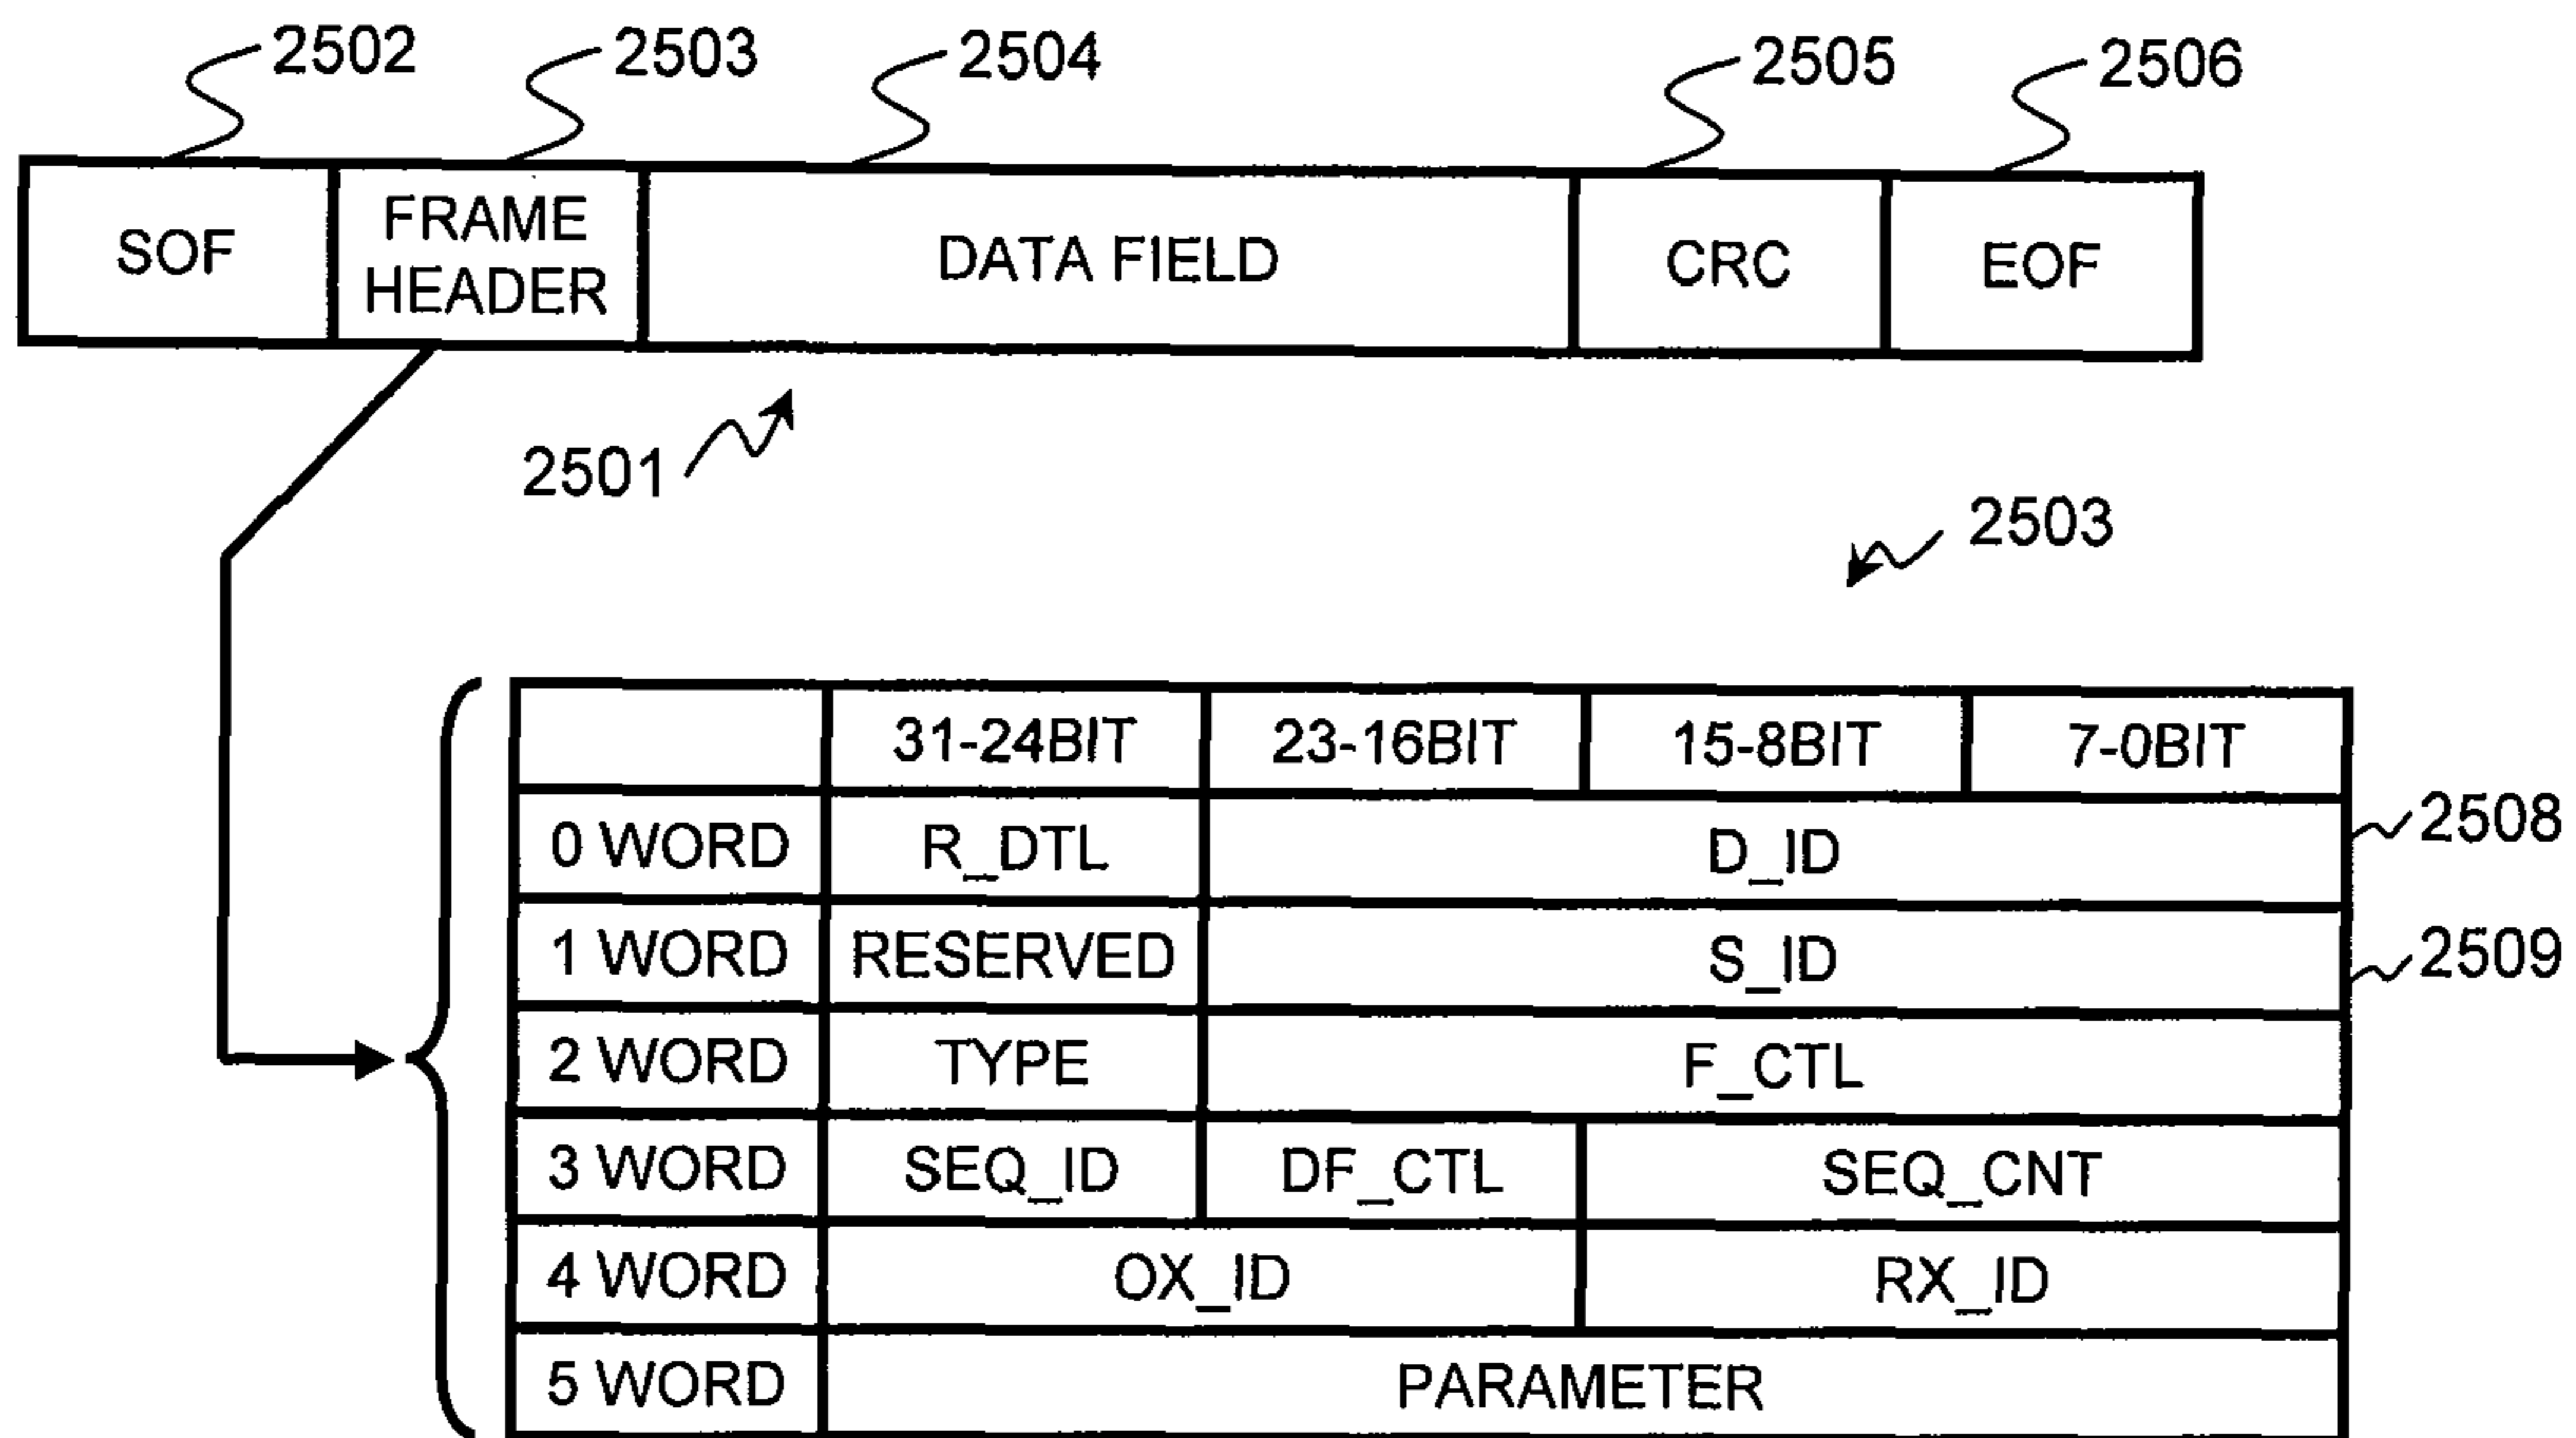 2502 2503 2504 2505 2506
SOF FRAME HEADER DATA FIELD CRC EOF
2501
2503
31-24BIT 23-16BIT 15-8BIT 7-0BIT
0 WORD R_DTL D_ID 2508
1 WORD RESERVED S_ID 2509
2 WORD TYPE F_CTL
3 WORD SEQ_ID DF_CTL SEQ_CNT
4 WORD OX_ID RX_ID
5 WORD PARAMETER